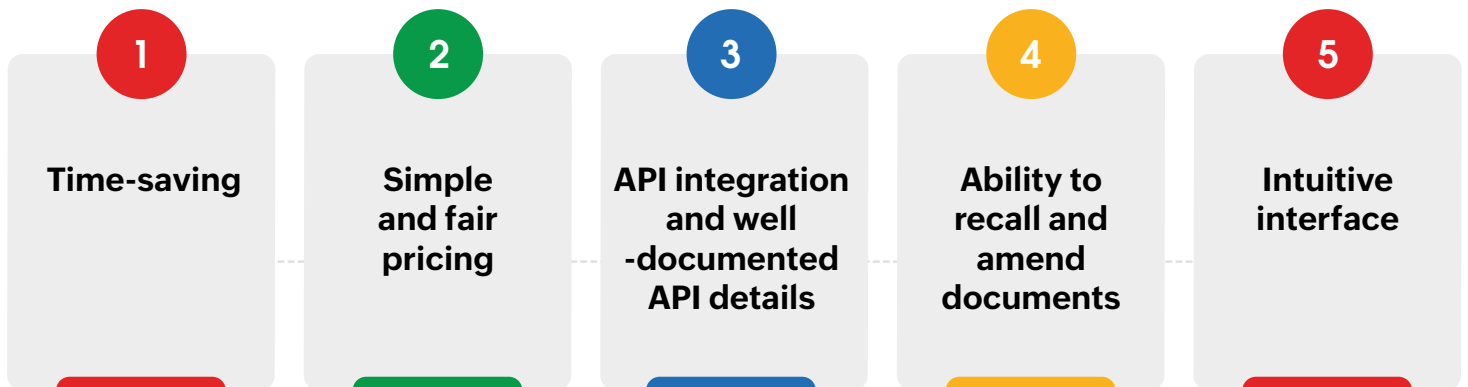 1
Time-saving
2
Simple
and fair
pricing
3
API integration
and well
-documented
API details
4
Ability to
recall and
amend
documents
5
Intuitive
interface